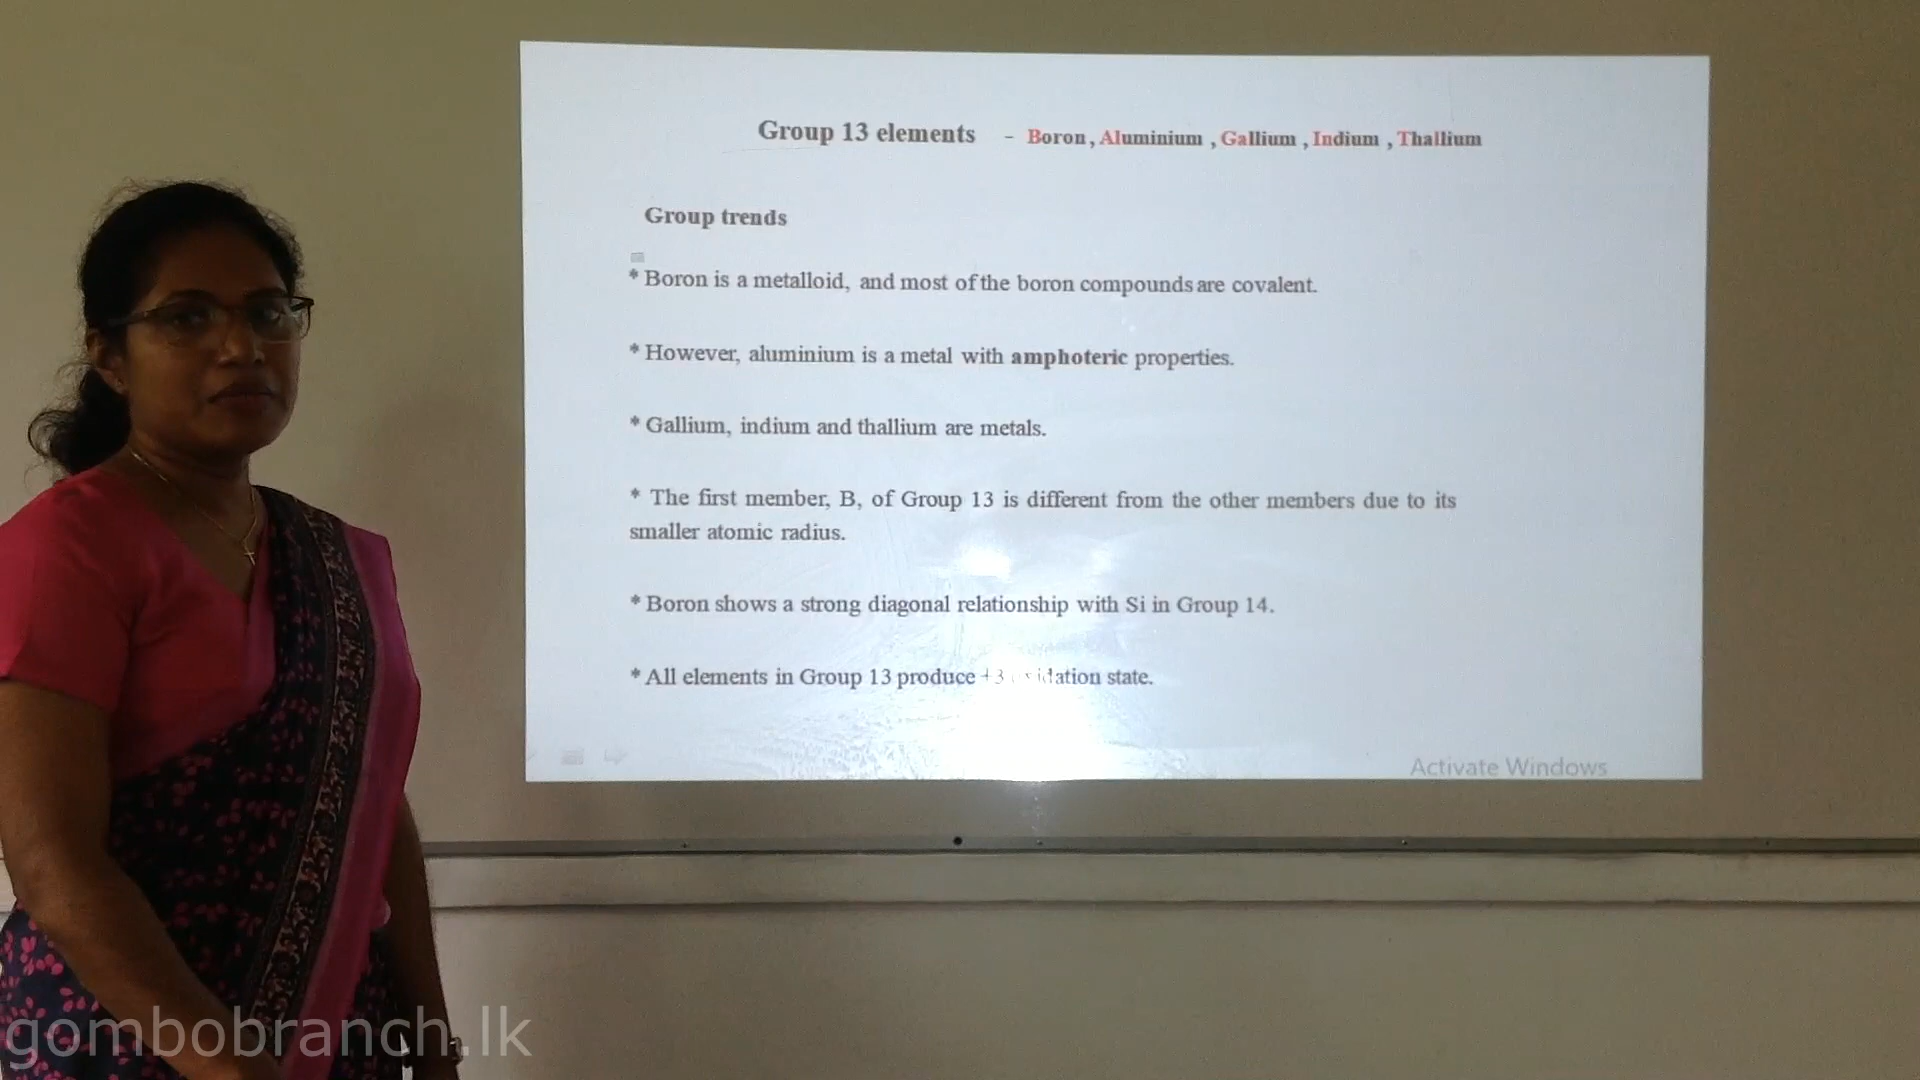 Group 13 elements - Boron, Aluminium, Gallium, Indium, Thallium
Group trends
* Boron is a metalloid, and most of the boron compounds are covalent.
* However, aluminium is a metal with amphoteric properties.
* Gallium, indium and thallium are metals.
* The first member, B, of Group 13 is different from the other members due to its
smaller atomic radius.
* Boron shows a strong diagonal relationship with Si in Group 14.
* All elements in Group 13 produce +3 oxidation state.
Activate Windows
gombobranch.lk